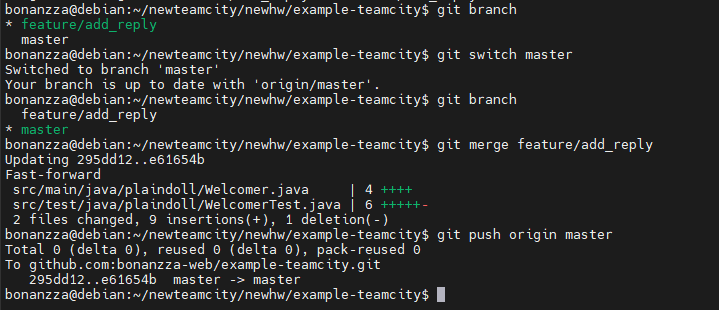 bonanzza@debian:~/newteamcity/newhw/example-teamcity$ git branch
* feature/add_reply
  master
bonanzza@debian:~/newteamcity/newhw/example-teamcity$ git switch master
Switched to branch 'master'
Your branch is up to date with 'origin/master'.
bonanzza@debian:~/newteamcity/newhw/example-teamcity$ git branch
  feature/add_reply
* master
bonanzza@debian:~/newteamcity/newhw/example-teamcity$ git merge feature/add_reply
Updating 295dd12..e61654b
Fast-forward
 src/main/java/plaindoll/Welcomer.java     | 4 ++++
 src/test/java/plaindoll/WelcomerTest.java | 6 +++++-
 2 files changed, 9 insertions(+), 1 deletion(-)
bonanzza@debian:~/newteamcity/newhw/example-teamcity$ git push origin master
Total 0 (delta 0), reused 0 (delta 0), pack-reused 0
To github.com:bonanzza-web/example-teamcity.git
   295dd12..e61654b  master -> master
bonanzza@debian:~/newteamcity/newhw/example-teamcity$